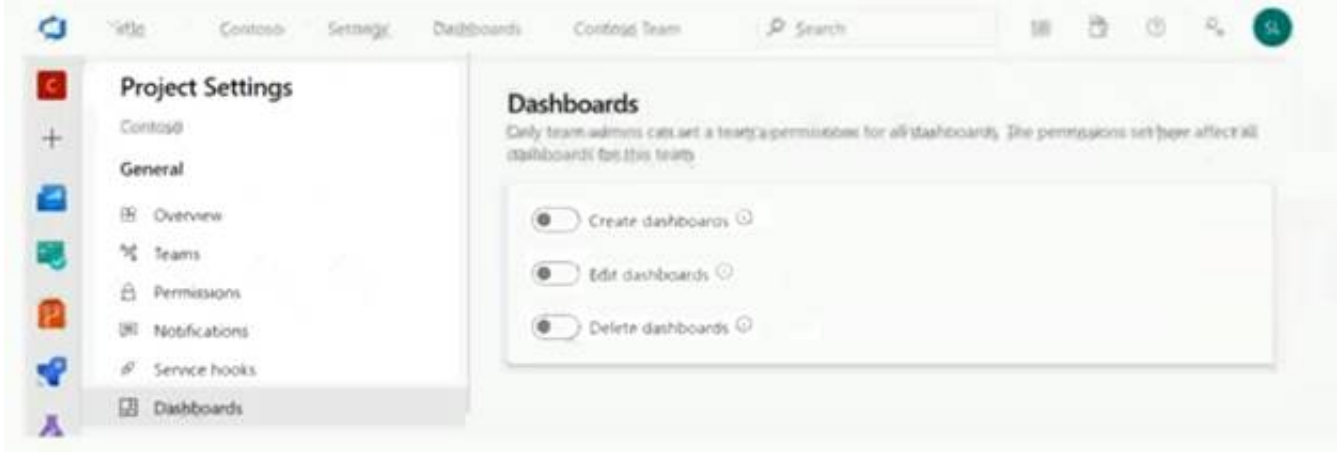 Contoso Settings Dashboards Contoso Team Search SL
C
Project Settings
Contoso
General
Overview
Teams
Permissions
Notifications
Service hooks
Dashboards
Dashboards
Only team admins can set a team's permissions for all dashboards. The permissions set here affect all
dashboards for this team
Create dashboards
Edit dashboards
Delete dashboards